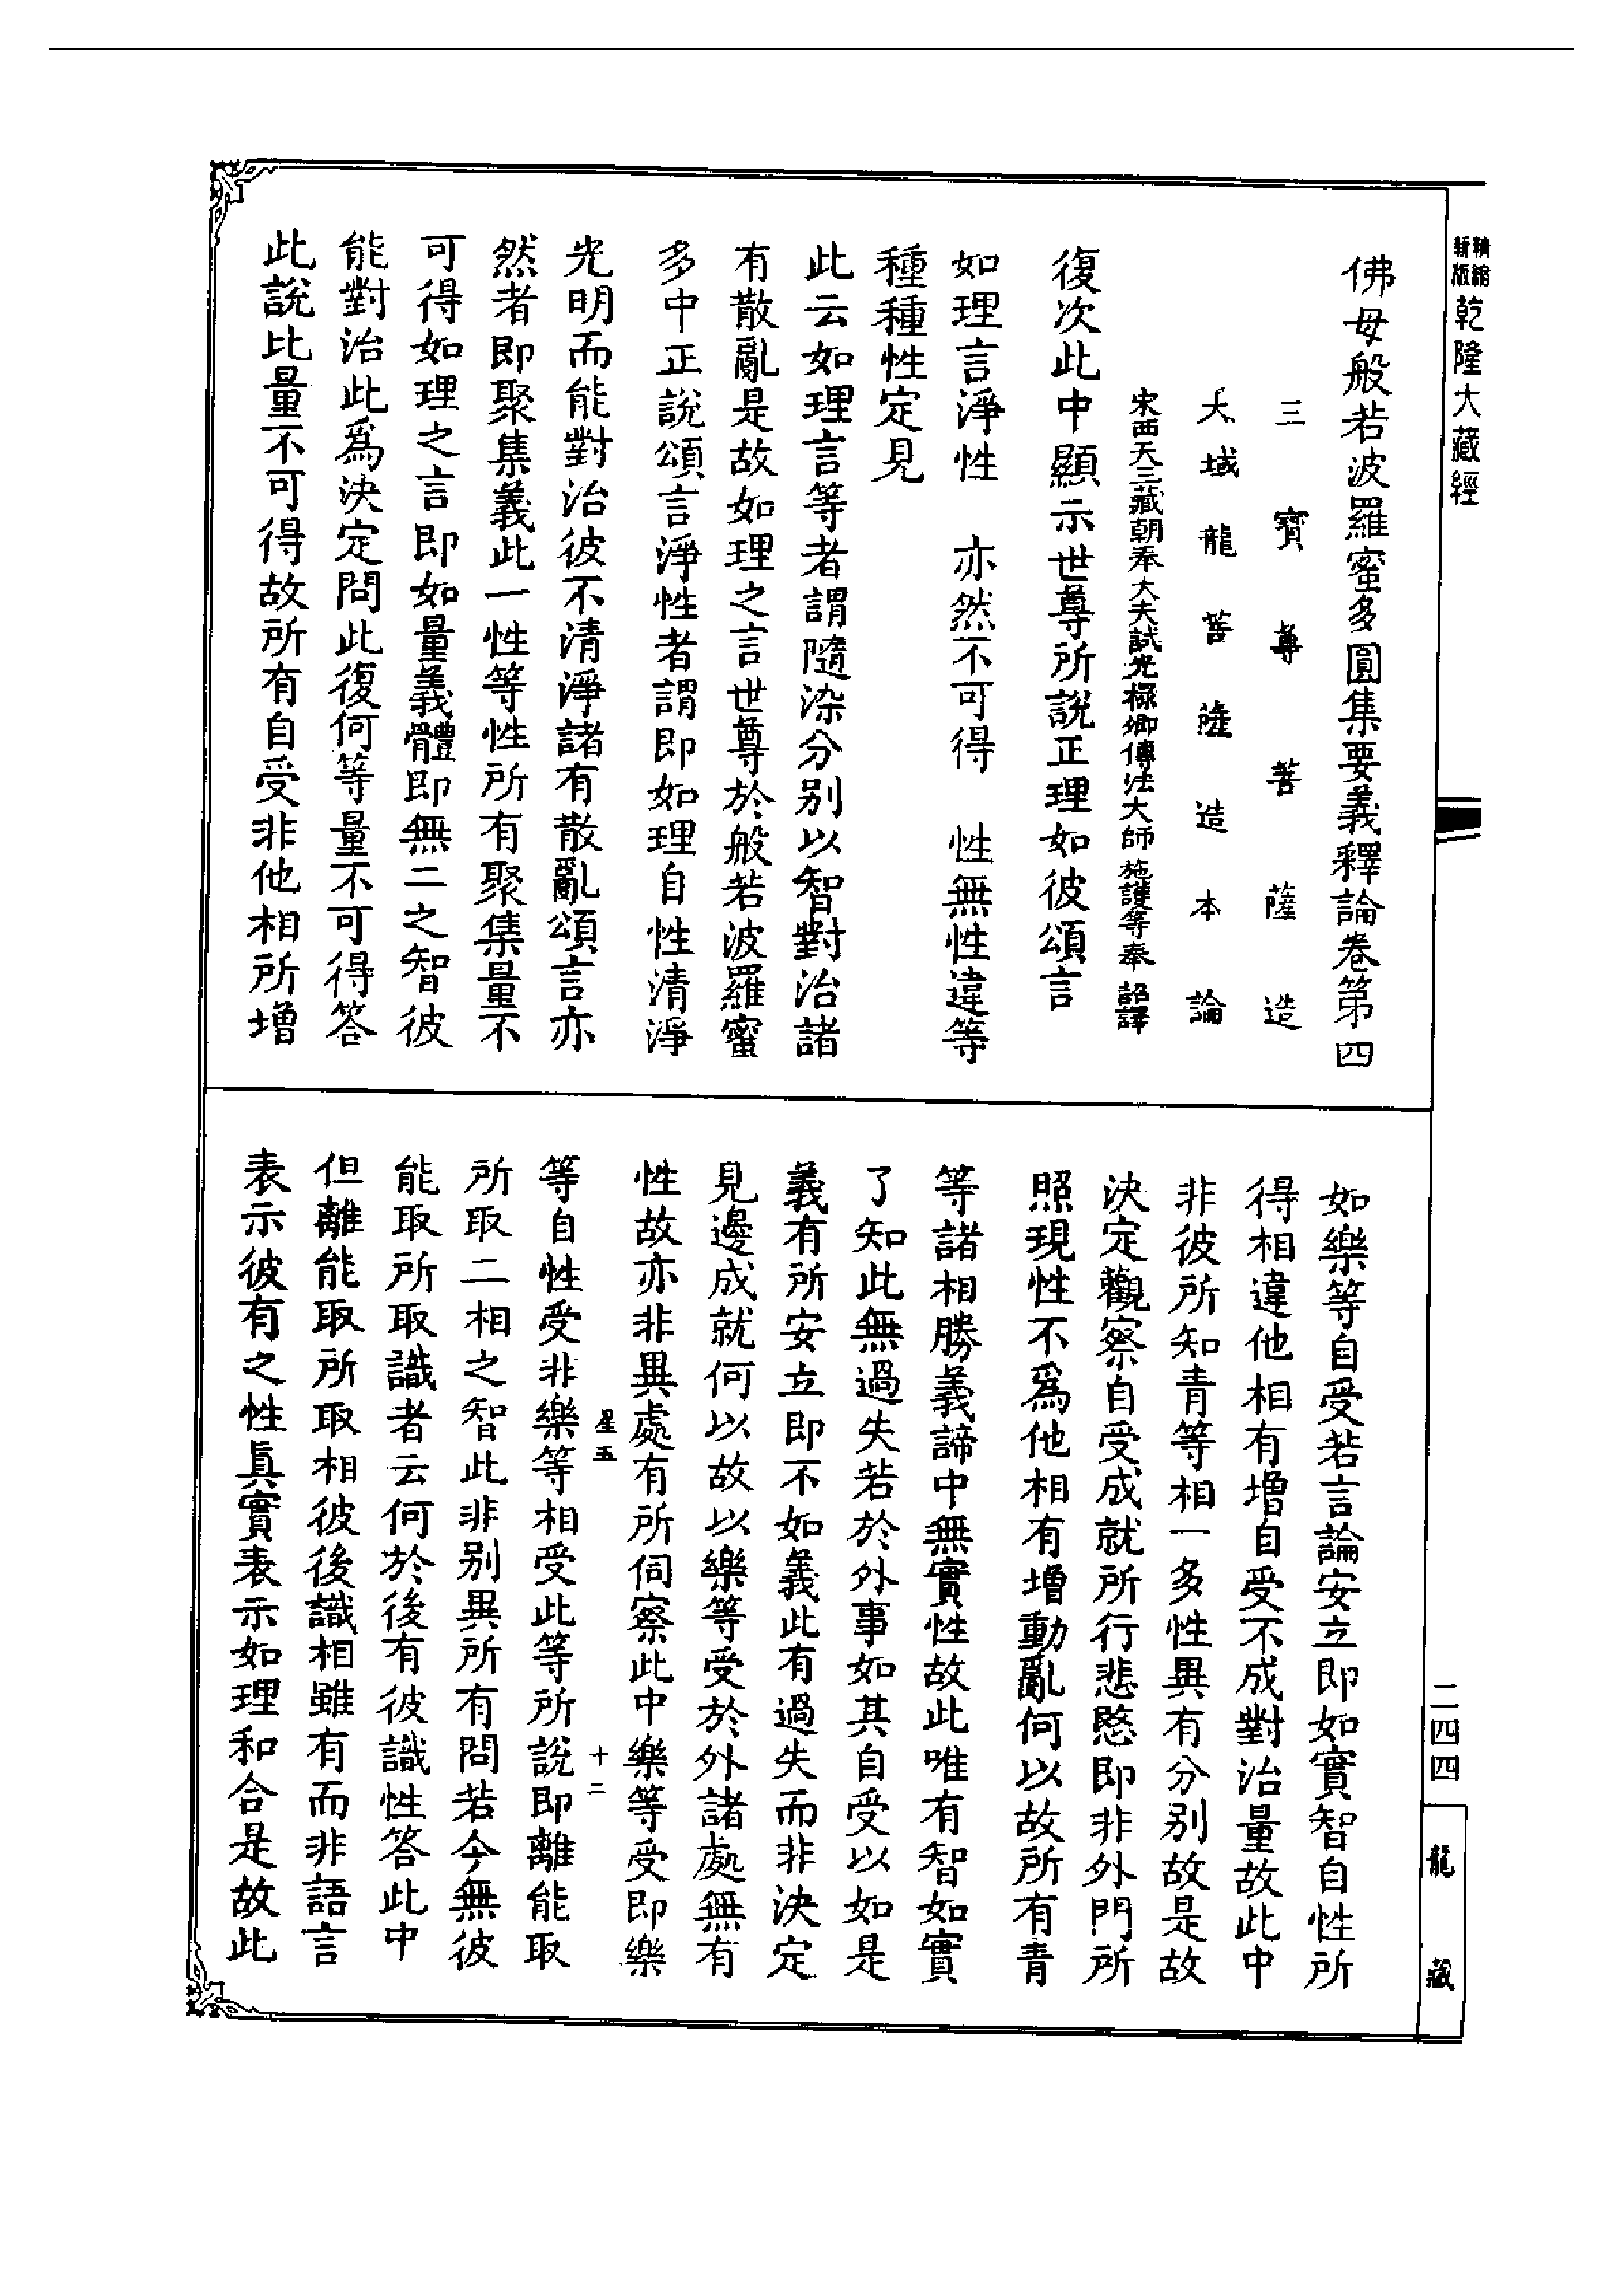 精縮新版乾隆大藏經
佛母般若波羅蜜多圓集要義釋論卷第四
三寶尊菩薩造
大域龍菩薩造本論
宋西天三藏朝奉大夫試光祿卿傳法大師施護等奉詔譯
復次此中顯示世尊所說正理如彼頌言
如理言淨性 亦然不可得 性無性違等
種種性定見
此云如理言等者謂隨染分別以智對治諸
有散亂是故如理之言世尊於般若波羅蜜
多中正說頌言淨性者謂即如理自性清淨
光明而能對治彼不清淨諸有散亂頌言亦
然者即聚集義此一性等性所有聚集量不
可得如理之言即如量義體即無二之智彼
能對治此為決定問此復何等量不可得答
此說比量不可得故所有自受非他相所增
如樂等自受若言論安立即如實智自性所
得相違他相有增自受不成對治量故此中
非彼所知青等相一多性異有分別故是故
決定觀察自受成就所行悲愍即非外門所
照現性不為他相有增動亂何以故所有青
等諸相勝義諦中無實性故此唯有智如實
了知此無過失若於外事如其自受以如是
義有所安立即不如義此有過失而非決定
見邊成就何以故以樂等受於外諸處無有
性故亦非異處有所伺察此中樂等受即樂
星五 十二
等自性受非樂等相受此等所說即離能取
所取二相之智此非別異所有問若今無彼
能取所取識者云何於後有彼識性答此中
但離能取所取相彼後識相雖有而非語言
表示彼有之性真實表示如理和合是故此
二四四
龍藏